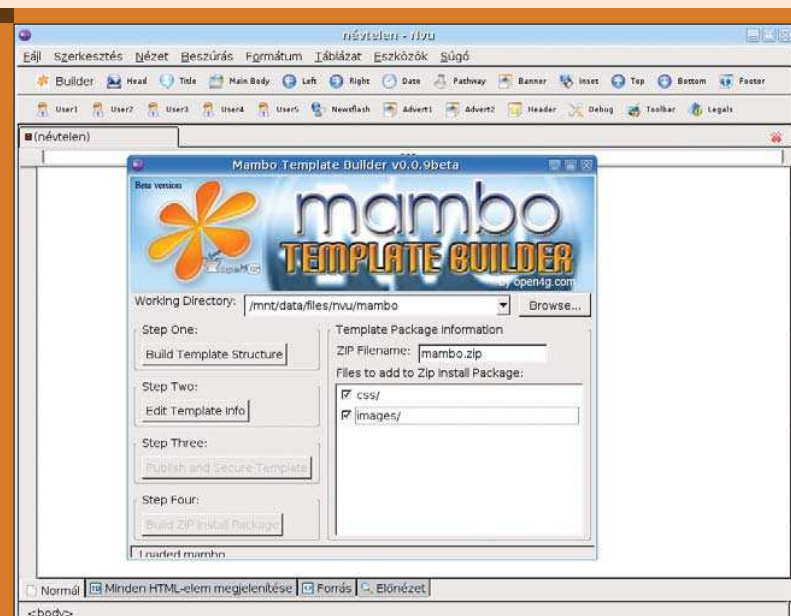 névtelen - Nvu
Fájl Szerkesztés Nézet Beszúrás Formátum Táblázat Eszközök Súgó
Builder Head Title Main Body Left Right Date Pathway Banner Inset Top Bottom Footer
User1 User2 User3 User4 User5 Newsflash Advert1 Advert2 Header Debug Toolbar Legals
(névtelen)
Mambo Template Builder v0.0.9beta
Beta version
mambo
TEMPLATE BUILDER
by open4g.com
Working Directory: /mnt/data/files/nvu/mambo Browse...
Step One:
Build Template Structure
Step Two:
Edit Template Info
Step Three:
Publish and Secure Template
Step Four:
Build ZIP Install Package
Template Package Information
ZIP Filename: mambo.zip
Files to add to Zip Install Package:
css/
images/
Loaded mambo
Normál Minden HTML-elem megjelenítése Forrás Előnézet
<body>